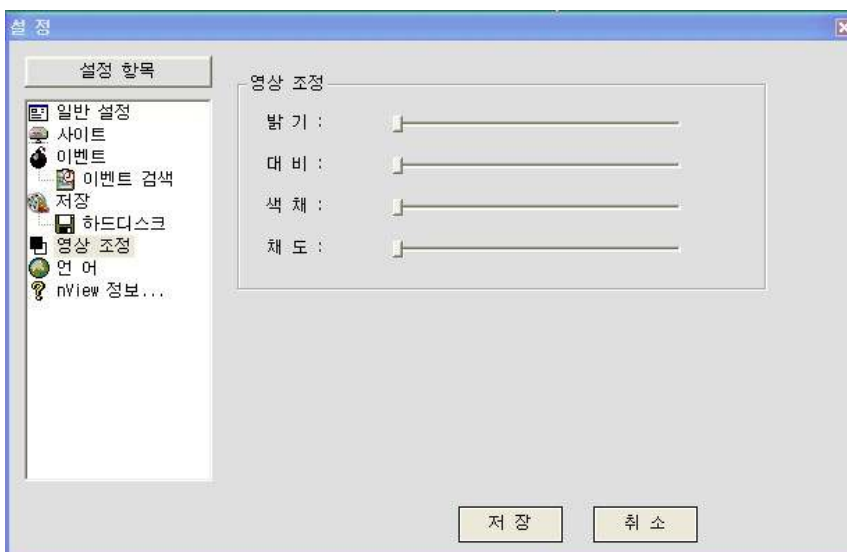 설 정
설정 항목
일반 설정
사이트
이벤트
이벤트 검색
저장
하드디스크
영상 조정
언 어
nView 정보...
영상 조정
밝 기 :
대 비 :
색 채 :
채 도 :
저 장
취 소